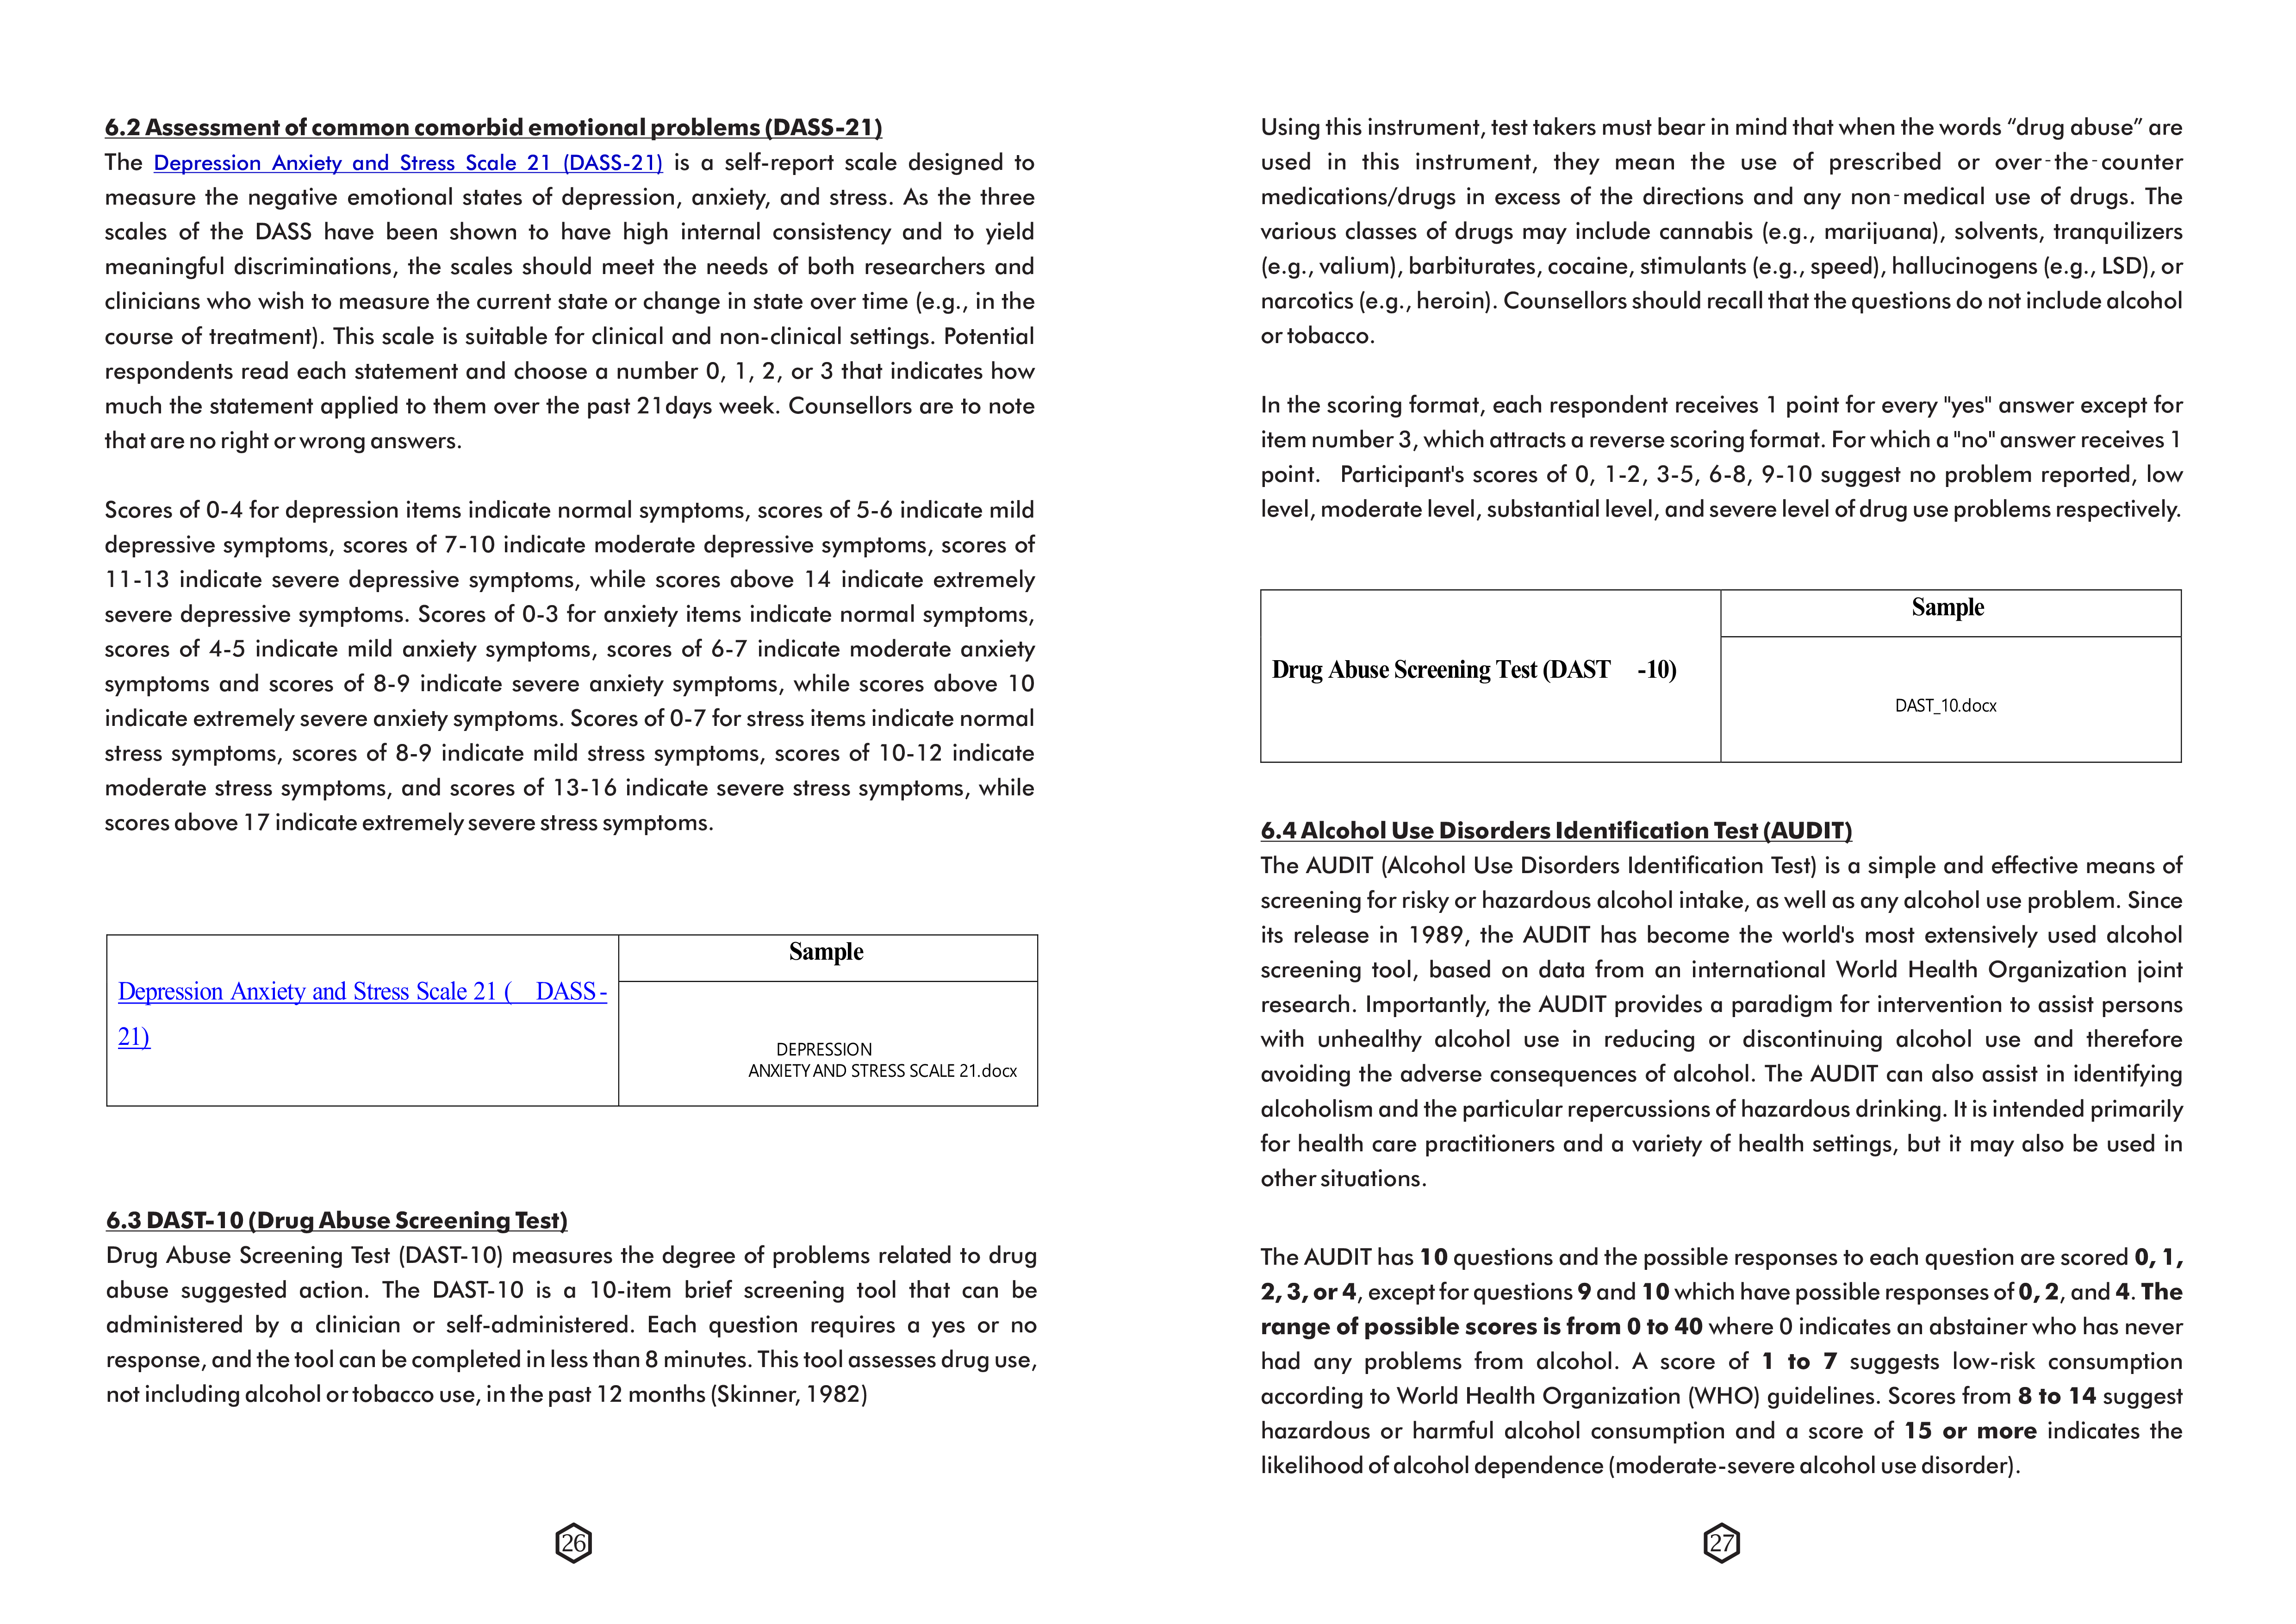 6.2 Assessment of common comorbid emotional problems (DASS-21)
The Depression Anxiety and Stress Scale 21 (DASS-21) is a self-report scale designed to
measure the negative emotional states of depression, anxiety, and stress. As the three
scales of the DASS have been shown to have high internal consistency and to yield
meaningful discriminations, the scales should meet the needs of both researchers and
clinicians who wish to measure the current state or change in state over time (e.g., in the
course of treatment). This scale is suitable for clinical and non-clinical settings. Potential
respondents read each statement and choose a number 0, 1, 2, or 3 that indicates how
much the statement applied to them over the past 21days week. Counsellors are to note
that are no right or wrong answers.
Scores of 0-4 for depression items indicate normal symptoms, scores of 5-6 indicate mild
depressive symptoms, scores of 7-10 indicate moderate depressive symptoms, scores of
11-13 indicate severe depressive symptoms, while scores above 14 indicate extremely
severe depressive symptoms. Scores of 0-3 for anxiety items indicate normal symptoms,
scores of 4-5 indicate mild anxiety symptoms, scores of 6-7 indicate moderate anxiety
symptoms and scores of 8-9 indicate severe anxiety symptoms, while scores above 10
indicate extremely severe anxiety symptoms. Scores of 0-7 for stress items indicate normal
stress symptoms, scores of 8-9 indicate mild stress symptoms, scores of 10-12 indicate
moderate stress symptoms, and scores of 13-16 indicate severe stress symptoms, while
scores above 17 indicate extremely severe stress symptoms.
Depression Anxiety and Stress Scale 21 ( DASS-
21)
Sample
DEPRESSION
ANXIETY AND STRESS SCALE 21.docx
6.3 DAST-10 (Drug Abuse Screening Test)
Drug Abuse Screening Test (DAST-10) measures the degree of problems related to drug
abuse suggested action. The DAST-10 is a 10-item brief screening tool that can be
administered by a clinician or self-administered. Each question requires a yes or no
response, and the tool can be completed in less than 8 minutes. This tool assesses drug use,
not including alcohol or tobacco use, in the past 12 months (Skinner, 1982)
26
Using this instrument, test takers must bear in mind that when the words “drug abuse” are
used in this instrument, they mean the use of prescribed or over-the-counter
medications/drugs in excess of the directions and any non-medical use of drugs. The
various classes of drugs may include cannabis (e.g., marijuana), solvents, tranquilizers
(e.g., valium), barbiturates, cocaine, stimulants (e.g., speed), hallucinogens (e.g., LSD), or
narcotics (e.g., heroin). Counsellors should recall that the questions do not include alcohol
or tobacco.
In the scoring format, each respondent receives 1 point for every "yes" answer except for
item number 3, which attracts a reverse scoring format. For which a "no" answer receives 1
point. Participant's scores of 0, 1-2, 3-5, 6-8, 9-10 suggest no problem reported, low
level, moderate level, substantial level, and severe level of drug use problems respectively.
Drug Abuse Screening Test (DAST -10)
Sample
DAST_10.docx
6.4 Alcohol Use Disorders Identification Test (AUDIT)
The AUDIT (Alcohol Use Disorders Identification Test) is a simple and effective means of
screening for risky or hazardous alcohol intake, as well as any alcohol use problem. Since
its release in 1989, the AUDIT has become the world's most extensively used alcohol
screening tool, based on data from an international World Health Organization joint
research. Importantly, the AUDIT provides a paradigm for intervention to assist persons
with unhealthy alcohol use in reducing or discontinuing alcohol use and therefore
avoiding the adverse consequences of alcohol. The AUDIT can also assist in identifying
alcoholism and the particular repercussions of hazardous drinking. It is intended primarily
for health care practitioners and a variety of health settings, but it may also be used in
other situations.
The AUDIT has 10 questions and the possible responses to each question are scored 0, 1,
2, 3, or 4, except for questions 9 and 10 which have possible responses of 0, 2, and 4. The
range of possible scores is from 0 to 40 where 0 indicates an abstainer who has never
had any problems from alcohol. A score of 1 to 7 suggests low-risk consumption
according to World Health Organization (WHO) guidelines. Scores from 8 to 14 suggest
hazardous or harmful alcohol consumption and a score of 15 or more indicates the
likelihood of alcohol dependence (moderate-severe alcohol use disorder).
27